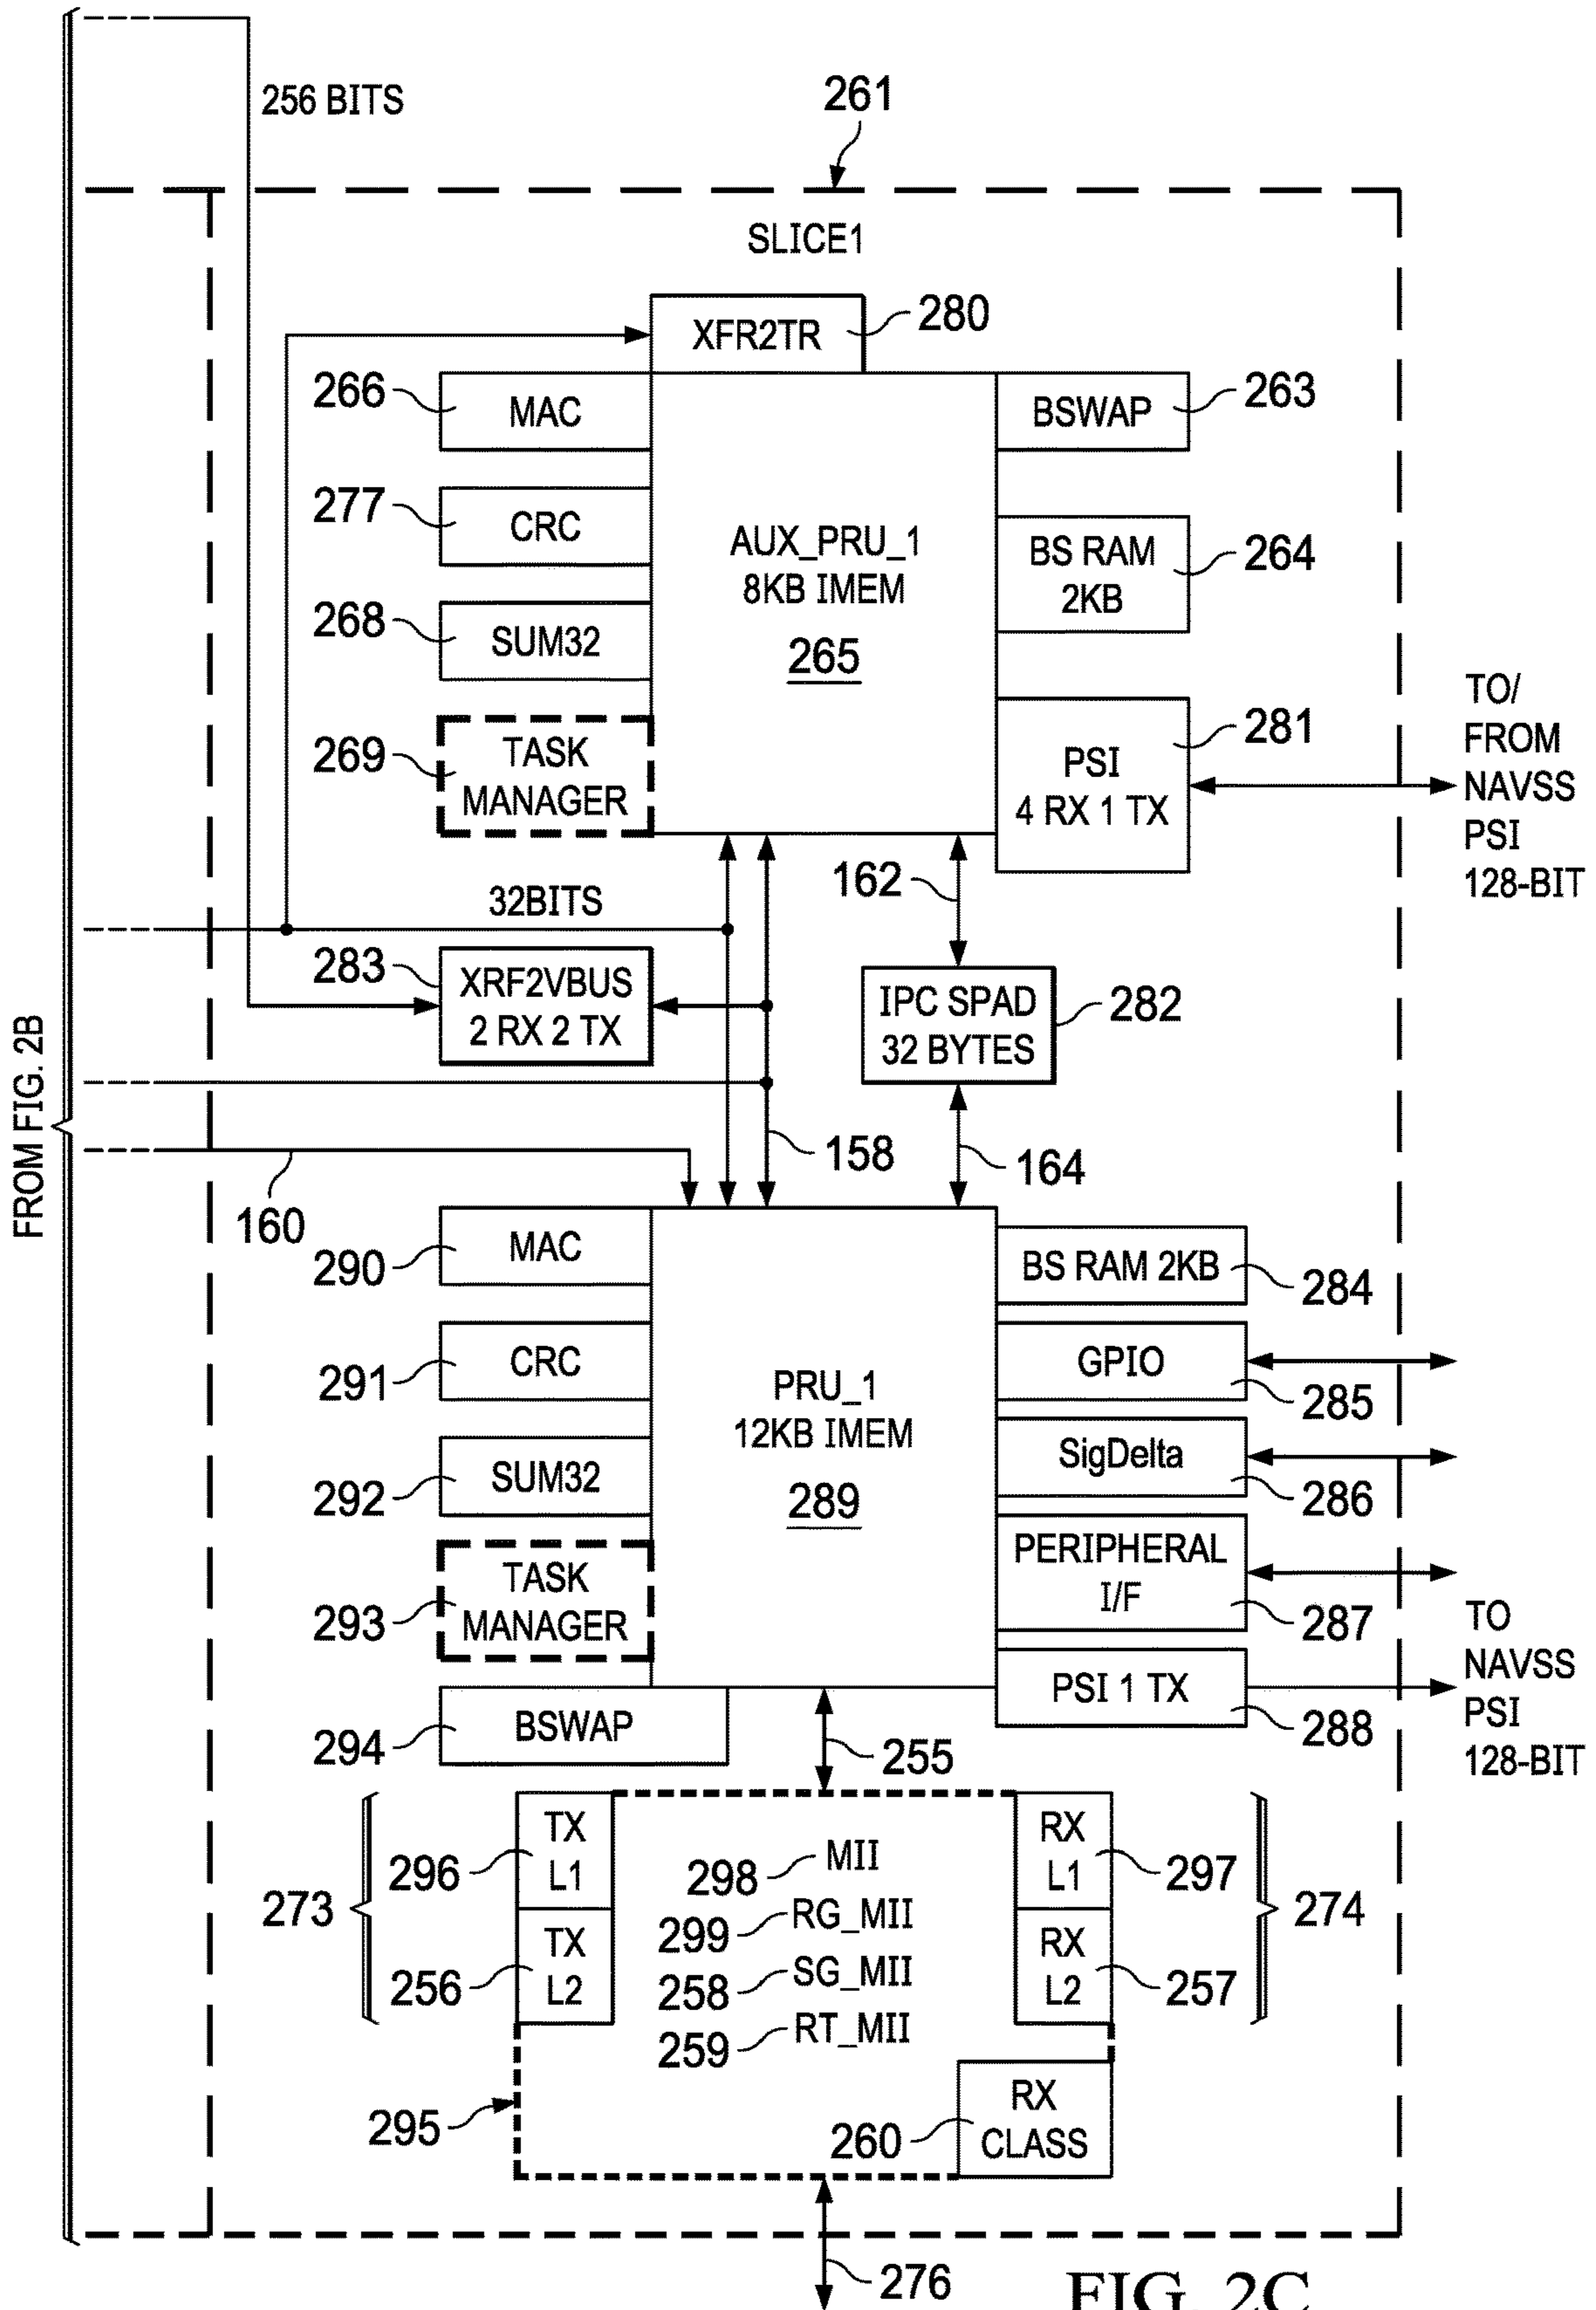 256 BITS
261
SLICE1
XFR2TR
280
266
MAC
BSWAP
263
277
CRC
AUX_PRU_1
8KB IMEM
265
BS RAM
2KB
264
268
SUM32
269
TASK
MANAGER
PSI
4 RX 1 TX
281
TO/
FROM
NAVSS
PSI
128-BIT
162
32BITS
283
XRF2VBUS
2 RX 2 TX
IPC SPAD
32 BYTES
282
FROM FIG. 2B
158
164
160
290
MAC
BS RAM 2KB
284
291
CRC
PRU_1
12KB IMEM
289
GPIO
285
292
SUM32
SigDelta
286
293
TASK
MANAGER
PERIPHERAL
I/F
287
TO
NAVSS
PSI
128-BIT
294
BSWAP
PSI 1 TX
288
255
273
296
TX
L1
256
TX
L2
298
MII
299
RG_MII
258
SG_MII
259
RT_MII
RX
L1
297
RX
L2
257
274
295
260
RX
CLASS
276
FIG. 2C